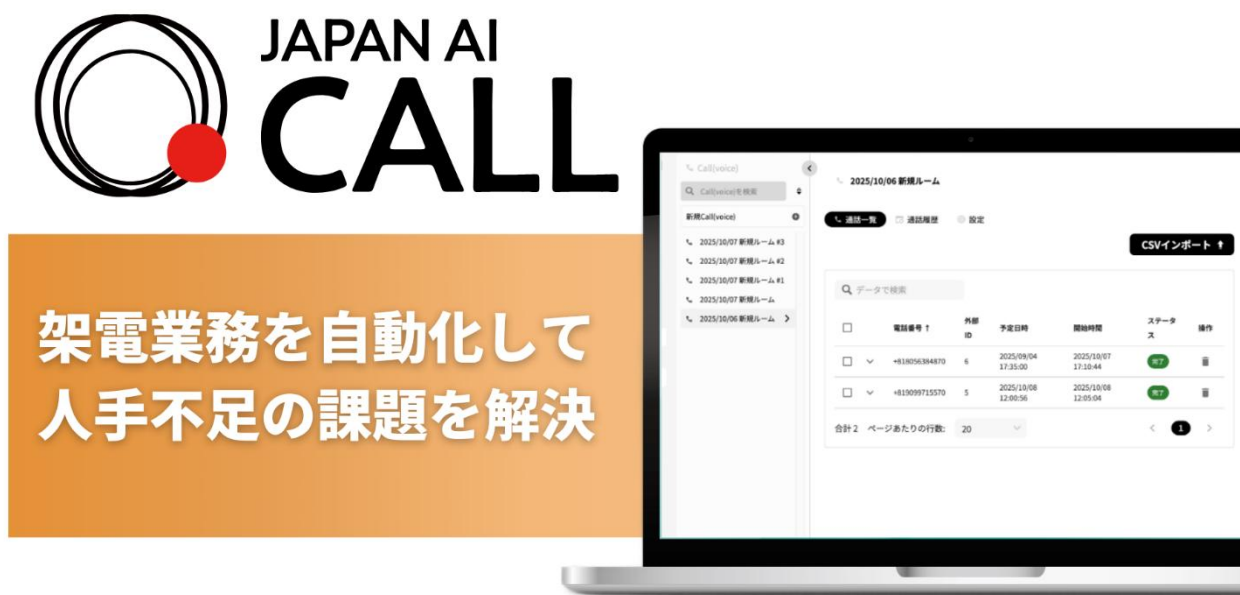 JAPAN AI
CALL
架電業務を自動化して
人手不足の課題を解決
Call(voice)
Call(voice)を検索
新規Call(voice)
2025/10/07 新規ルーム #3
2025/10/07 新規ルーム #2
2025/10/07 新規ルーム #1
2025/10/07 新規ルーム
2025/10/06 新規ルーム
2025/10/06 新規ルーム
通話一覧 通話履歴 設定
CSVインポート ↑
データで検索
電話番号 ↑ 外部ID 予定日時 開始時間 ステータス 操作
+818056384870 6 2025/09/04 17:35:00 2025/10/07 17:10:44 完了
+819099715570 5 2025/10/08 12:00:56 2025/10/08 12:05:04 完了
合計 2 ページあたりの行数: 20 1